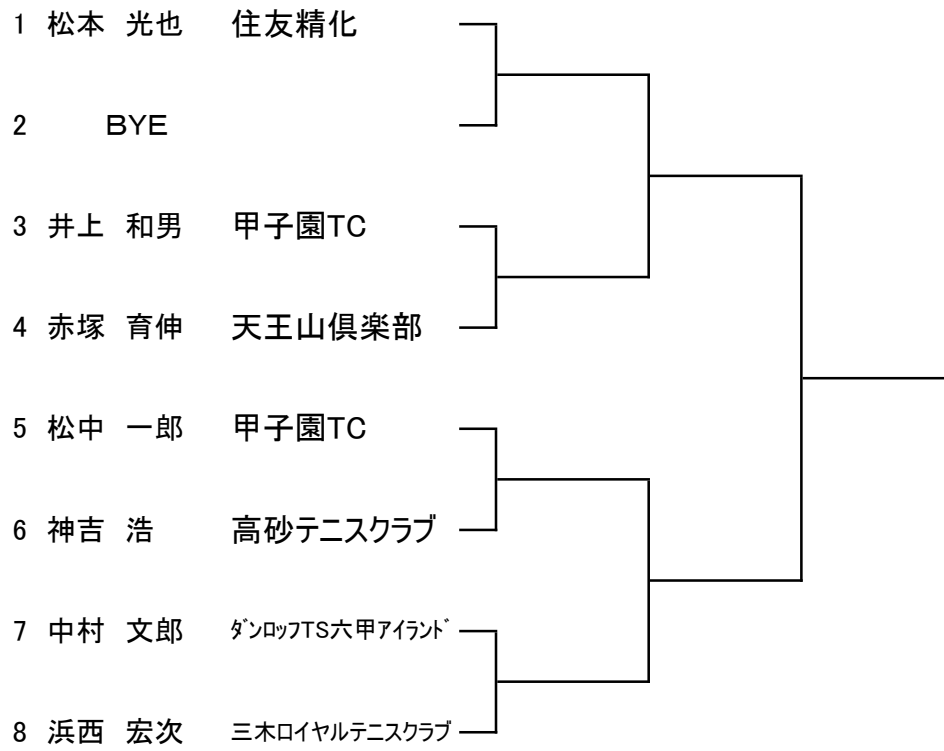 1 松本 光也 住友精化
2 BYE
3 井上 和男 甲子園TC
4 赤塚 育伸 天王山倶楽部
5 松中 一郎 甲子園TC
6 神吉 浩 高砂テニスクラブ
7 中村 文郎 ﾀﾞﾝﾛｯﾌTS六甲ｱｲﾗﾝﾄﾞ
8 浜西 宏次 三木ﾛｲﾔﾙﾃﾆｽｸﾗﾌﾞ